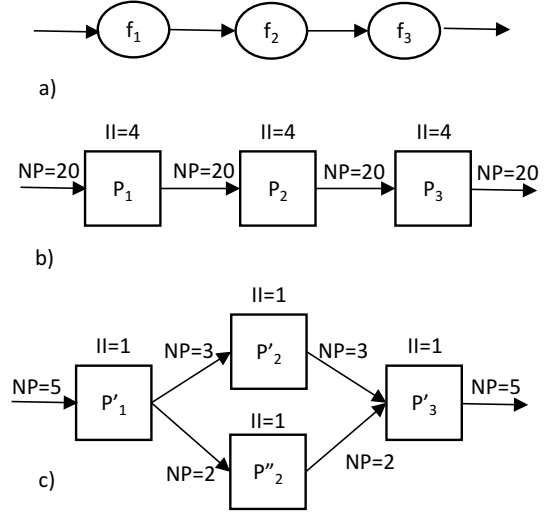 f1 f2 f3
a)
II=4 II=4 II=4
NP=20 NP=20 NP=20 NP=20
P1 P2 P3
b)
II=1
II=1 NP=3 P'2 NP=3 II=1
NP=5 P'1 P'3 NP=5
II=1
NP=2 P"2 NP=2
c)